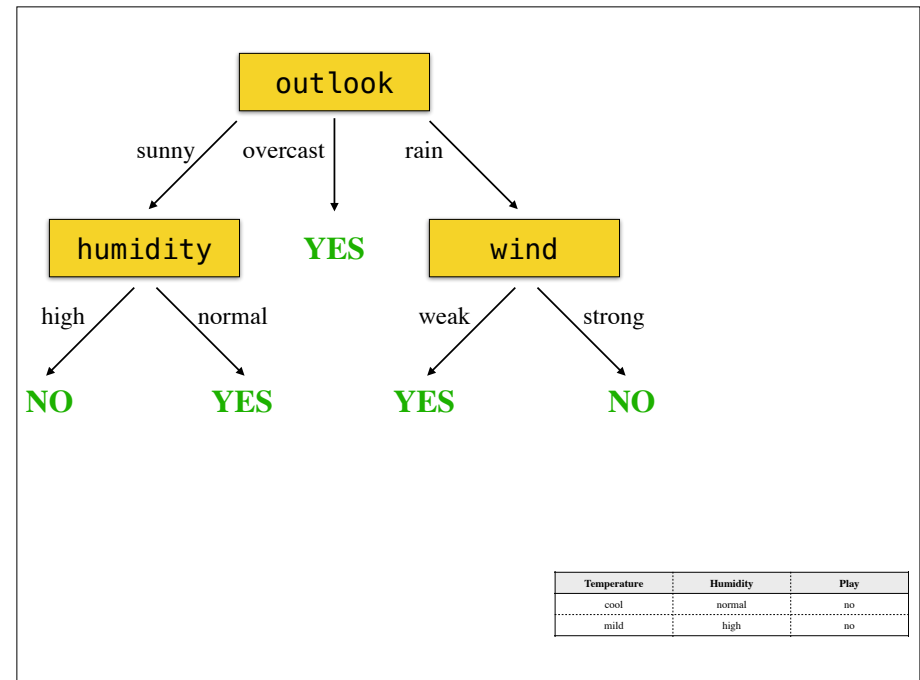 outlook
sunny overcast rain
humidity YES wind
high normal weak strong
NO YES YES NO
Temperature Humidity Play
cool normal no
mild high no